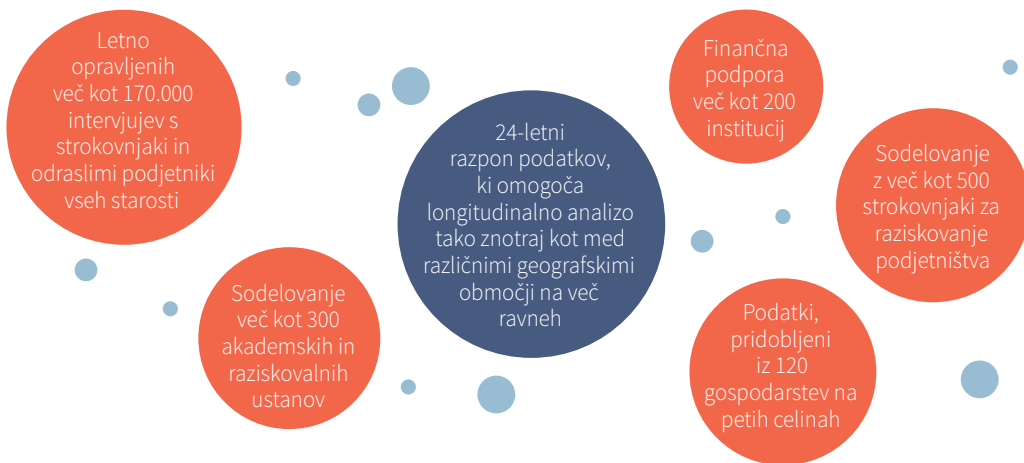 Letno
opravljenih
več kot 170.000
intervjujev s
strokovnjaki in
odraslimi podjetniki
vseh starosti
Sodelovanje
več kot 300
akademskih in
raziskovalnih
ustanov
24-letni
razpon podatkov,
ki omogoča
longitudinalno analizo
tako znotraj kot med
različnimi geografskimi
območji na več
ravneh
Finančna
podpora
več kot 200
institucij
Sodelovanje
z več kot 500
strokovnjaki za
raziskovanje
podjetništva
Podatki,
pridobljeni
iz 120
gospodarstev na
petih celinah